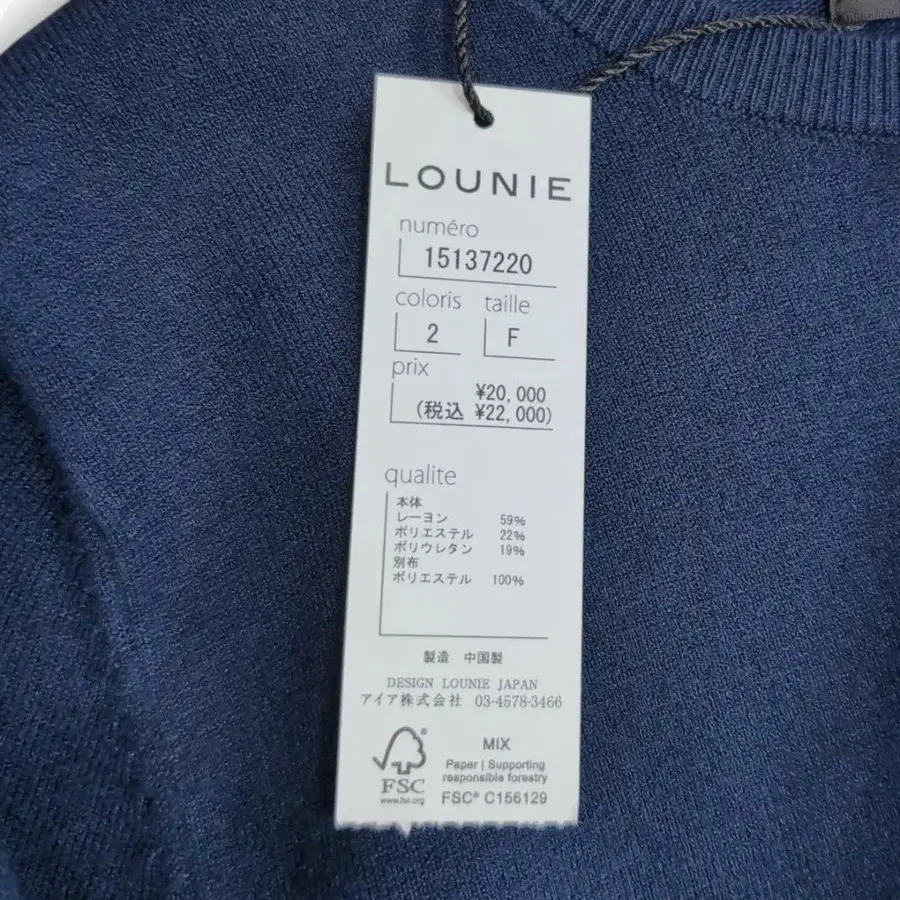 LOUNIE
numéro
15137220
coloris taille
2 F
prix
¥20,000
(税込 ¥22,000)
qualite
本体
レーヨン 59%
ポリエステル 22%
ポリウレタン 19%
別布
ポリエステル 100%
製造 中国製
DESIGN LOUNIE JAPAN
アイア株式会社 03-4578-3466
MIX
Paper | Supporting
responsible forestry
FSC® C156129
FSC
www.fsc.org